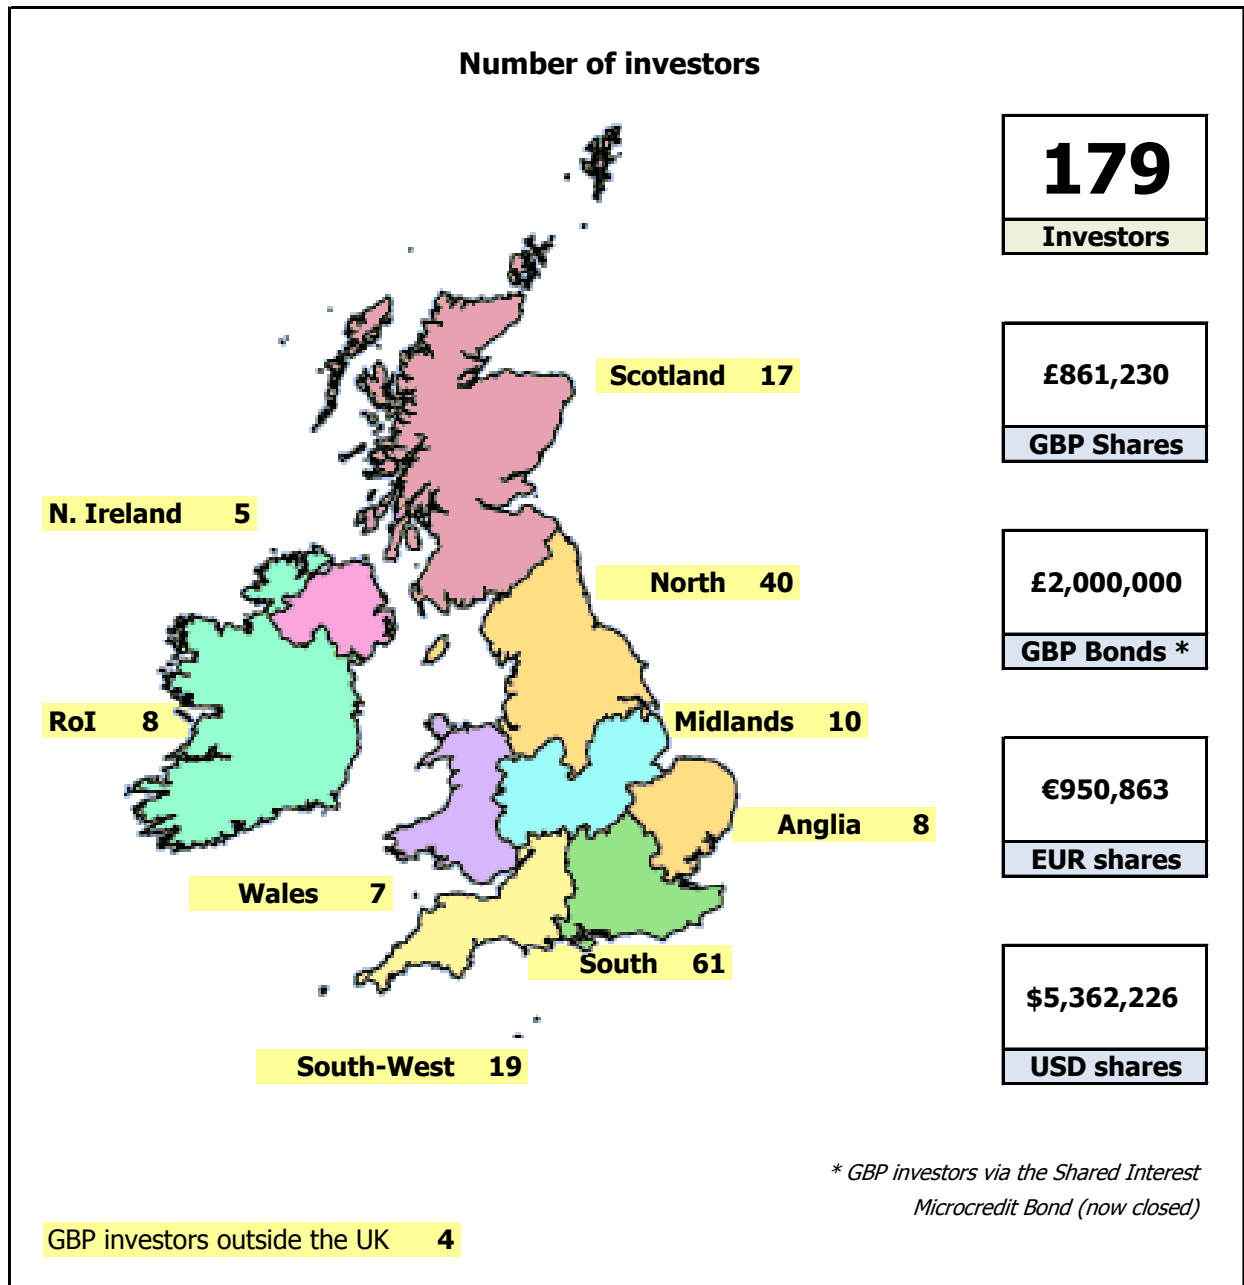 Number of investors
179
Investors
£861,230
GBP Shares
Scotland 17
N. Ireland 5
North 40
£2,000,000
GBP Bonds *
RoI 8
Midlands 10
€950,863
EUR shares
Anglia 8
Wales 7
South 61
$5,362,226
USD shares
South-West 19
* GBP investors via the Shared Interest
Microcredit Bond (now closed)
GBP investors outside the UK 4